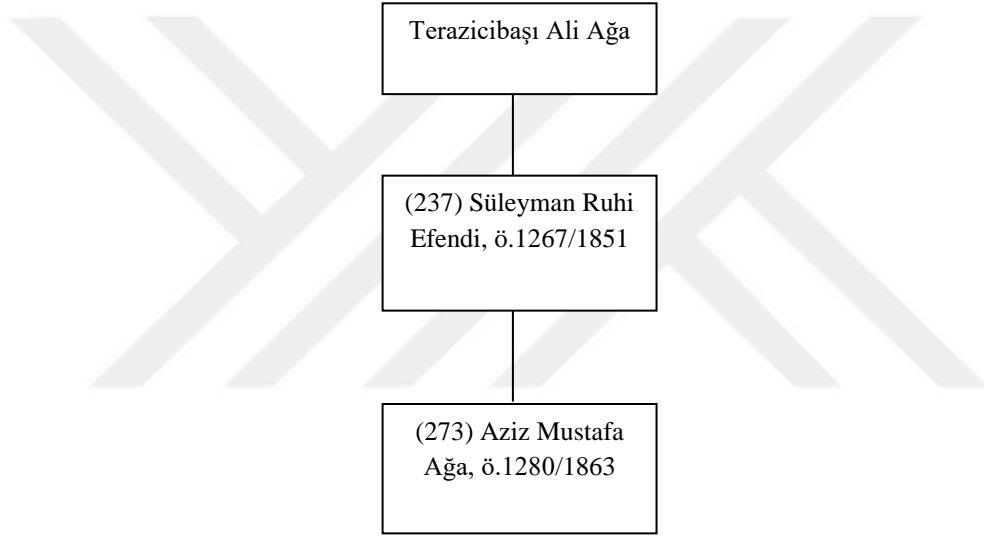 Terazicibaşı Ali Ağa
(237) Süleyman Ruhi
Efendi, ö.1267/1851
(273) Aziz Mustafa
Ağa, ö.1280/1863